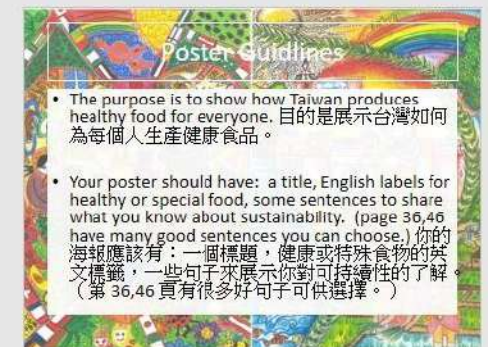 Poster Guidlines
• The purpose is to show how Taiwan produces
healthy food for everyone. 目的是展示台灣如何
為每個人生產健康食品。
• Your poster should have: a title, English labels for
healthy or special food, some sentences to share
what you know about sustainability. (page 36,46
have many good sentences you can choose.) 你的
海報應該有：一個標題，健康或特殊食物的英
文標籤，一些句子來展示你對可持續性的了解。
（第 36,46 頁有很多好句子可供選擇。）